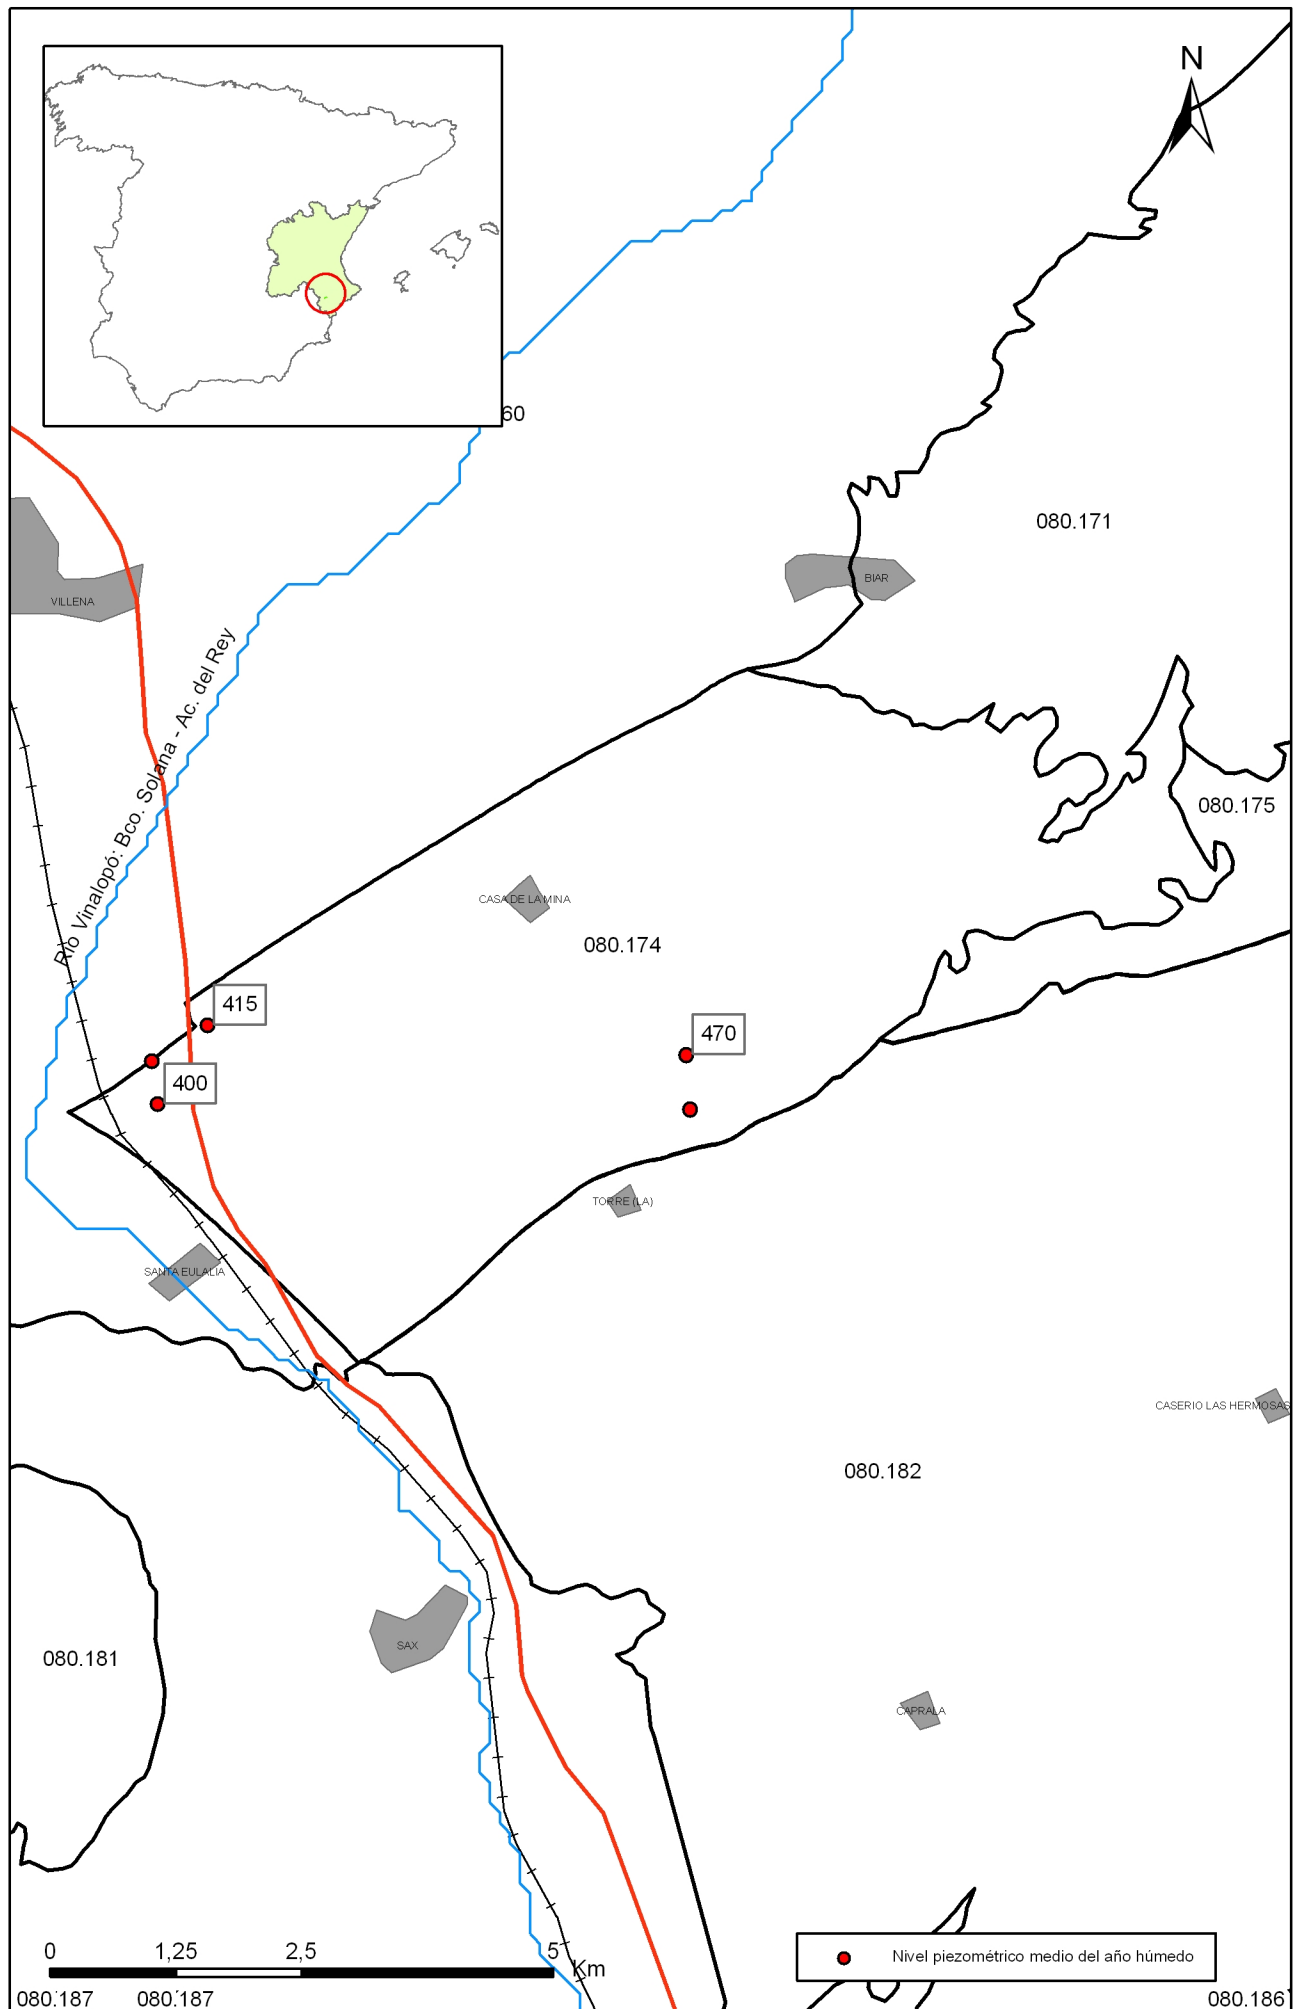 N
60
080.171
BIAR
VILLENA
Río Vinalopó: Bco. Solana - Ac. del Rey
080.175
CASA DE LA MINA
080.174
415
470
400
TORRE (LA)
SANTA EULALIA
CASERIO LAS HERMOSAS
080.182
SAX
080.181
CAPRALA
0 1,25 2,5 5
Km
Nivel piezométrico medio del año húmedo
080.187 080.187 080.186